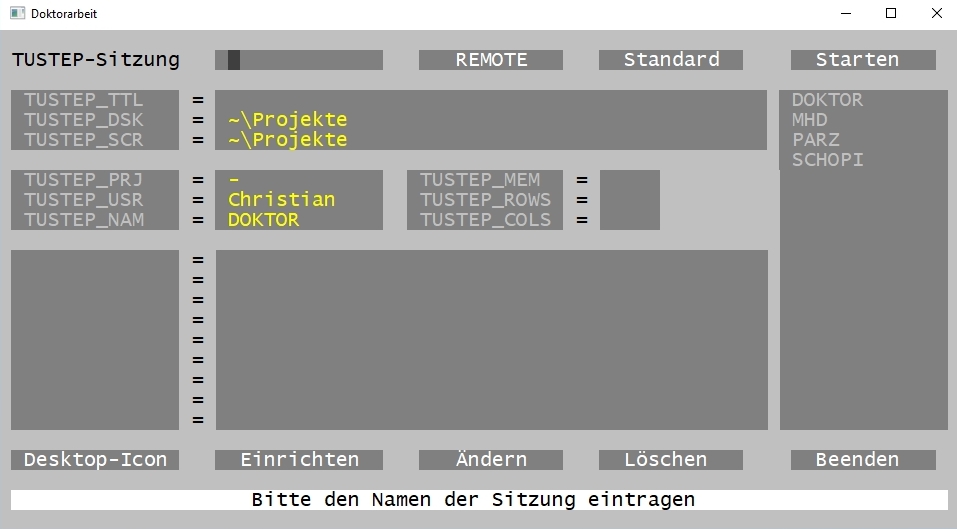 Doktorarbeit
TUSTEP-Sitzung REMOTE Standard Starten
TUSTEP_TTL = DOKTOR
TUSTEP_DSK = ~\Projekte MHD
TUSTEP_SCR = ~\Projekte PARZ
SCHOPI
TUSTEP_PRJ = - TUSTEP_MEM =
TUSTEP_USR = Christian TUSTEP_ROWS =
TUSTEP_NAM = DOKTOR TUSTEP_COLS =
=
=
=
=
=
=
=
=
=
Desktop-Icon Einrichten Ändern Löschen Beenden
Bitte den Namen der Sitzung eintragen